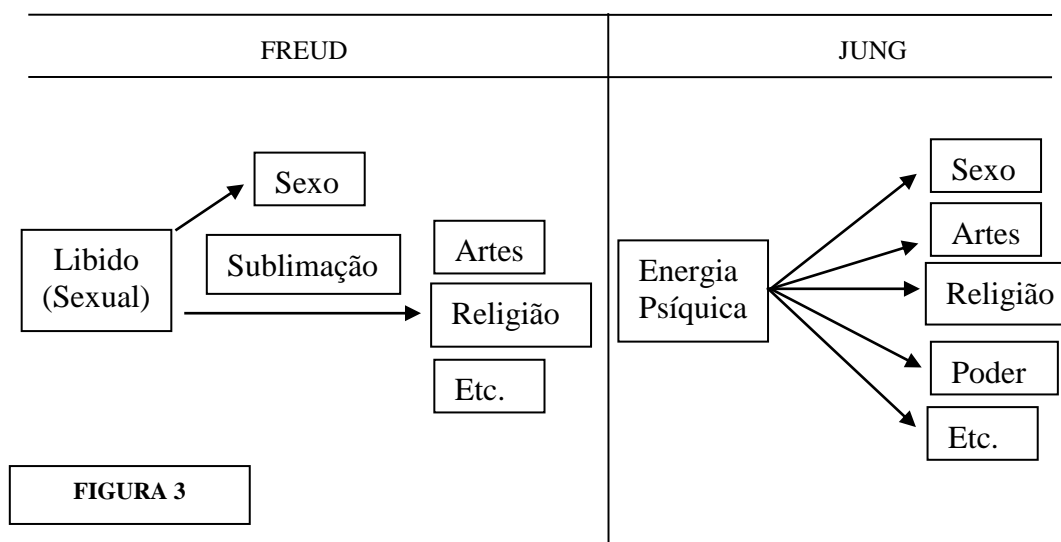 FREUD
JUNG
Sexo
Libido
(Sexual)
Sublimação
Artes
Religião
Etc.
Energia
Psíquica
Sexo
Artes
Religião
Poder
Etc.
FIGURA 3